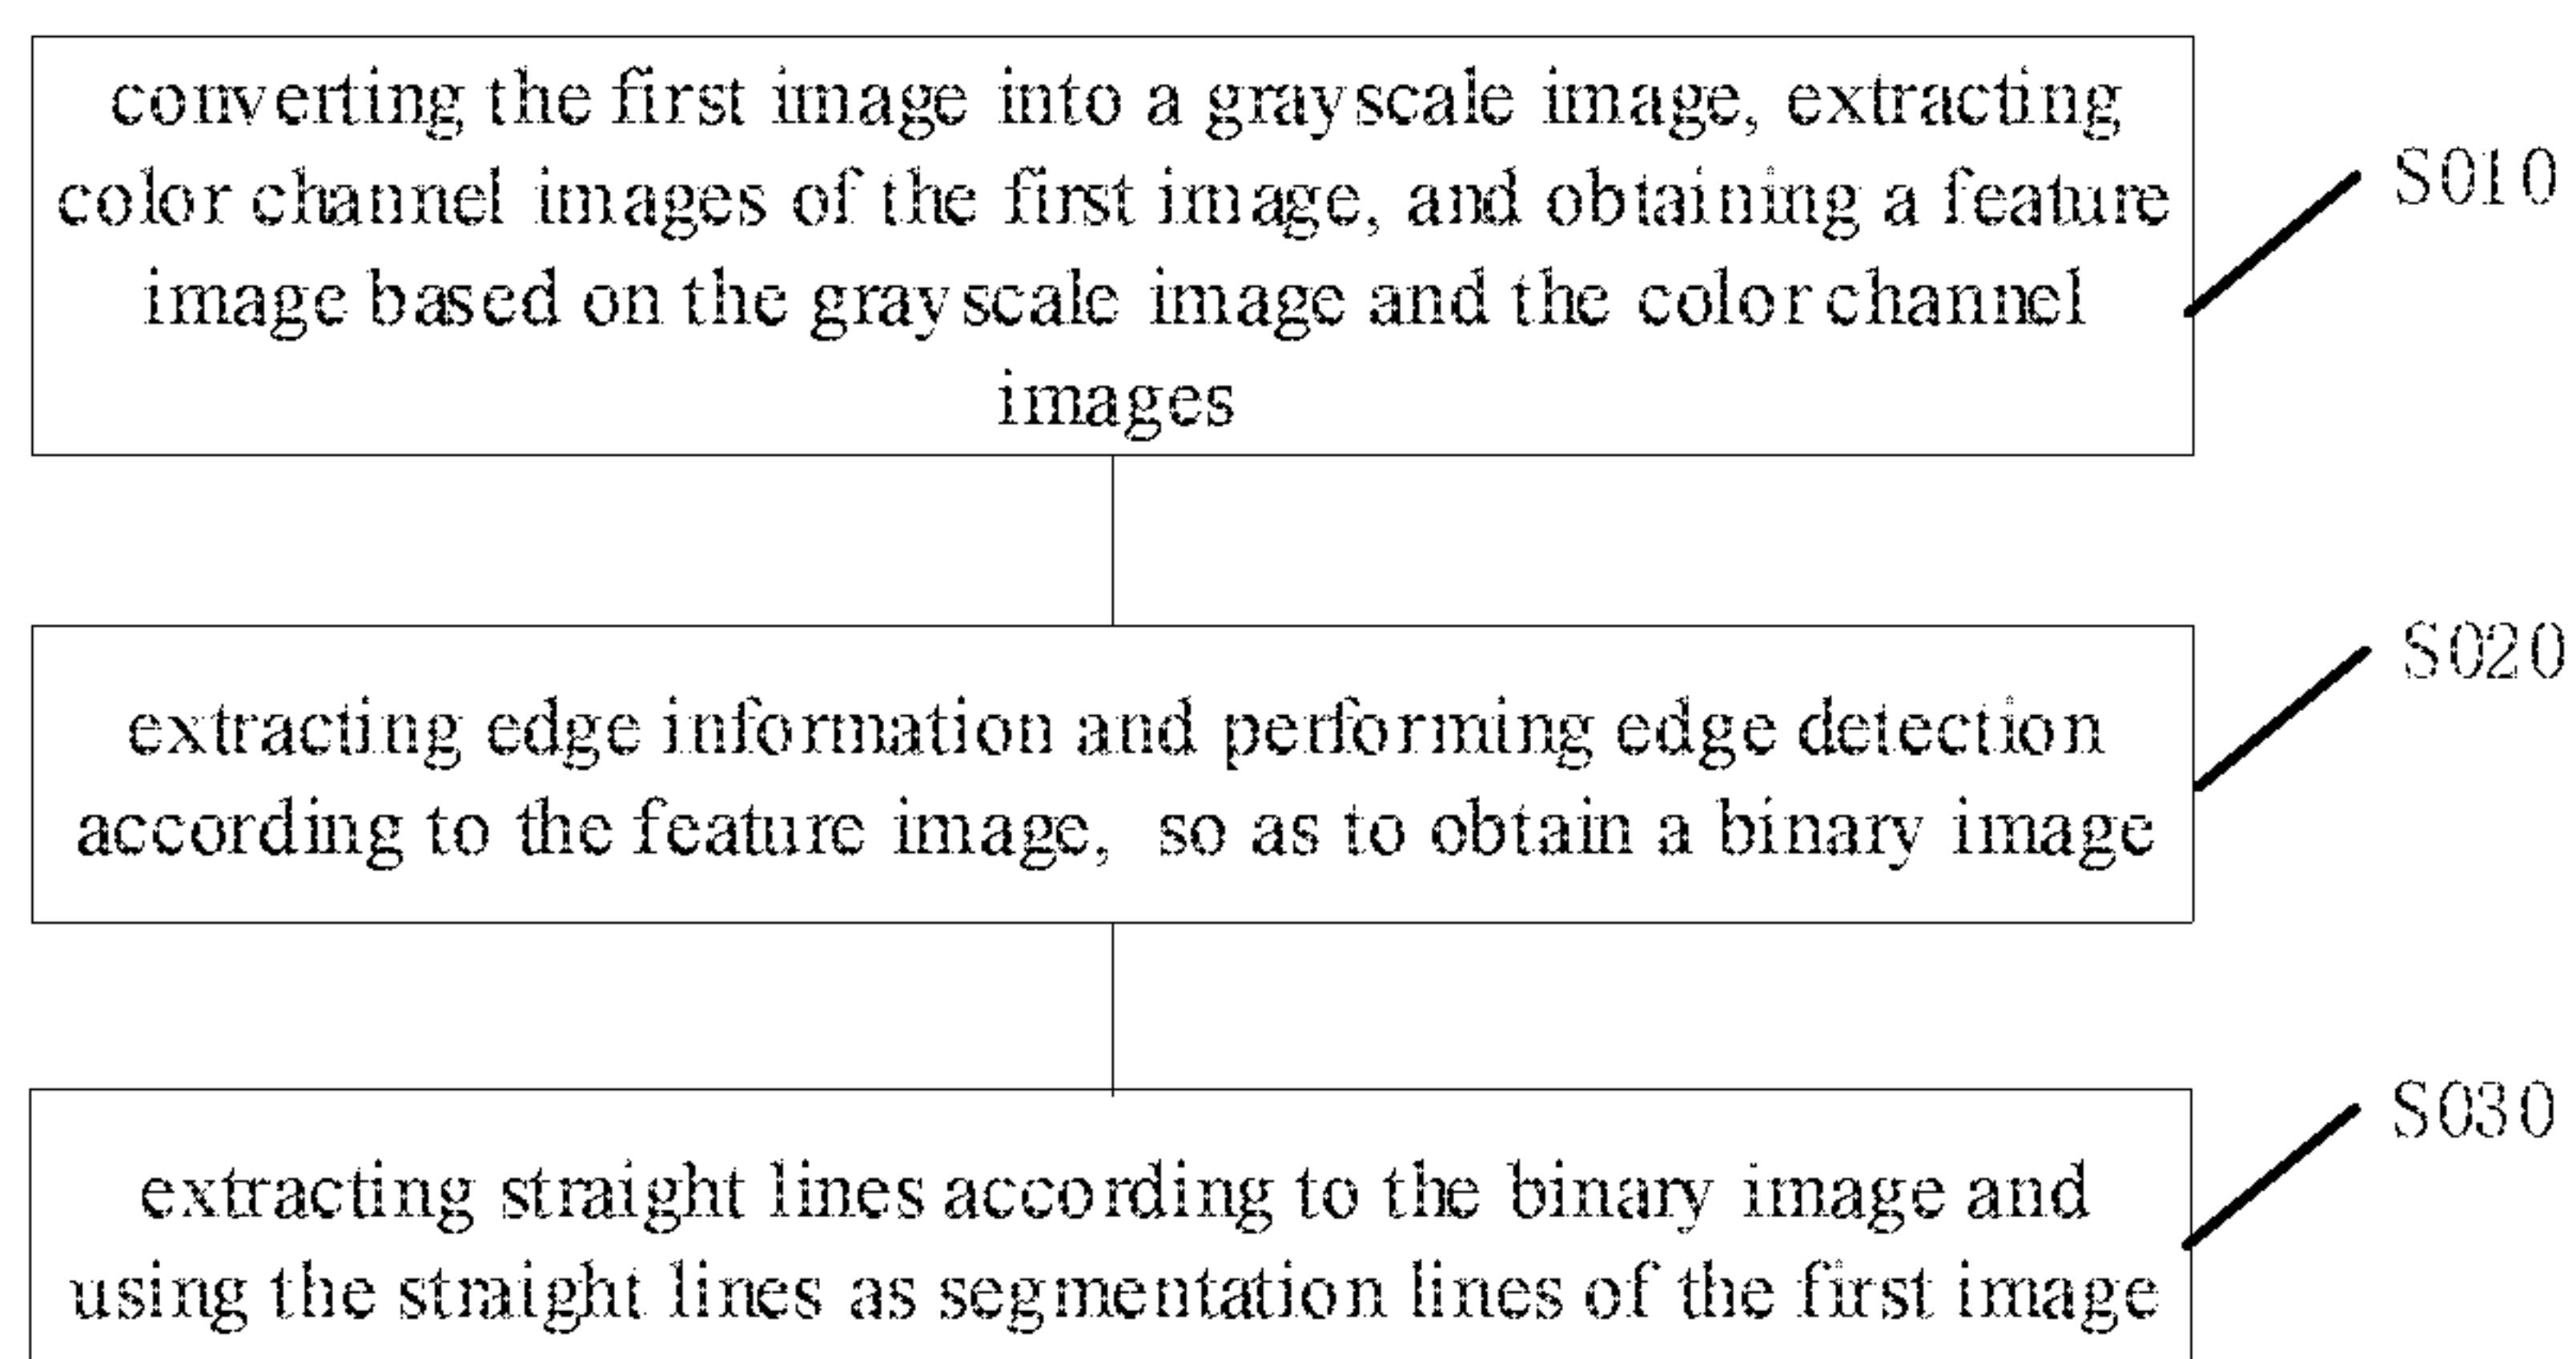 converting the first image into a grayscale image, extracting
color channel images of the first image, and obtaining a feature
image based on the grayscale image and the color channel
images
S010
extracting edge information and performing edge detection
according to the feature image, so as to obtain a binary image
S020
extracting straight lines according to the binary image and
using the straight lines as segmentation lines of the first image
S030